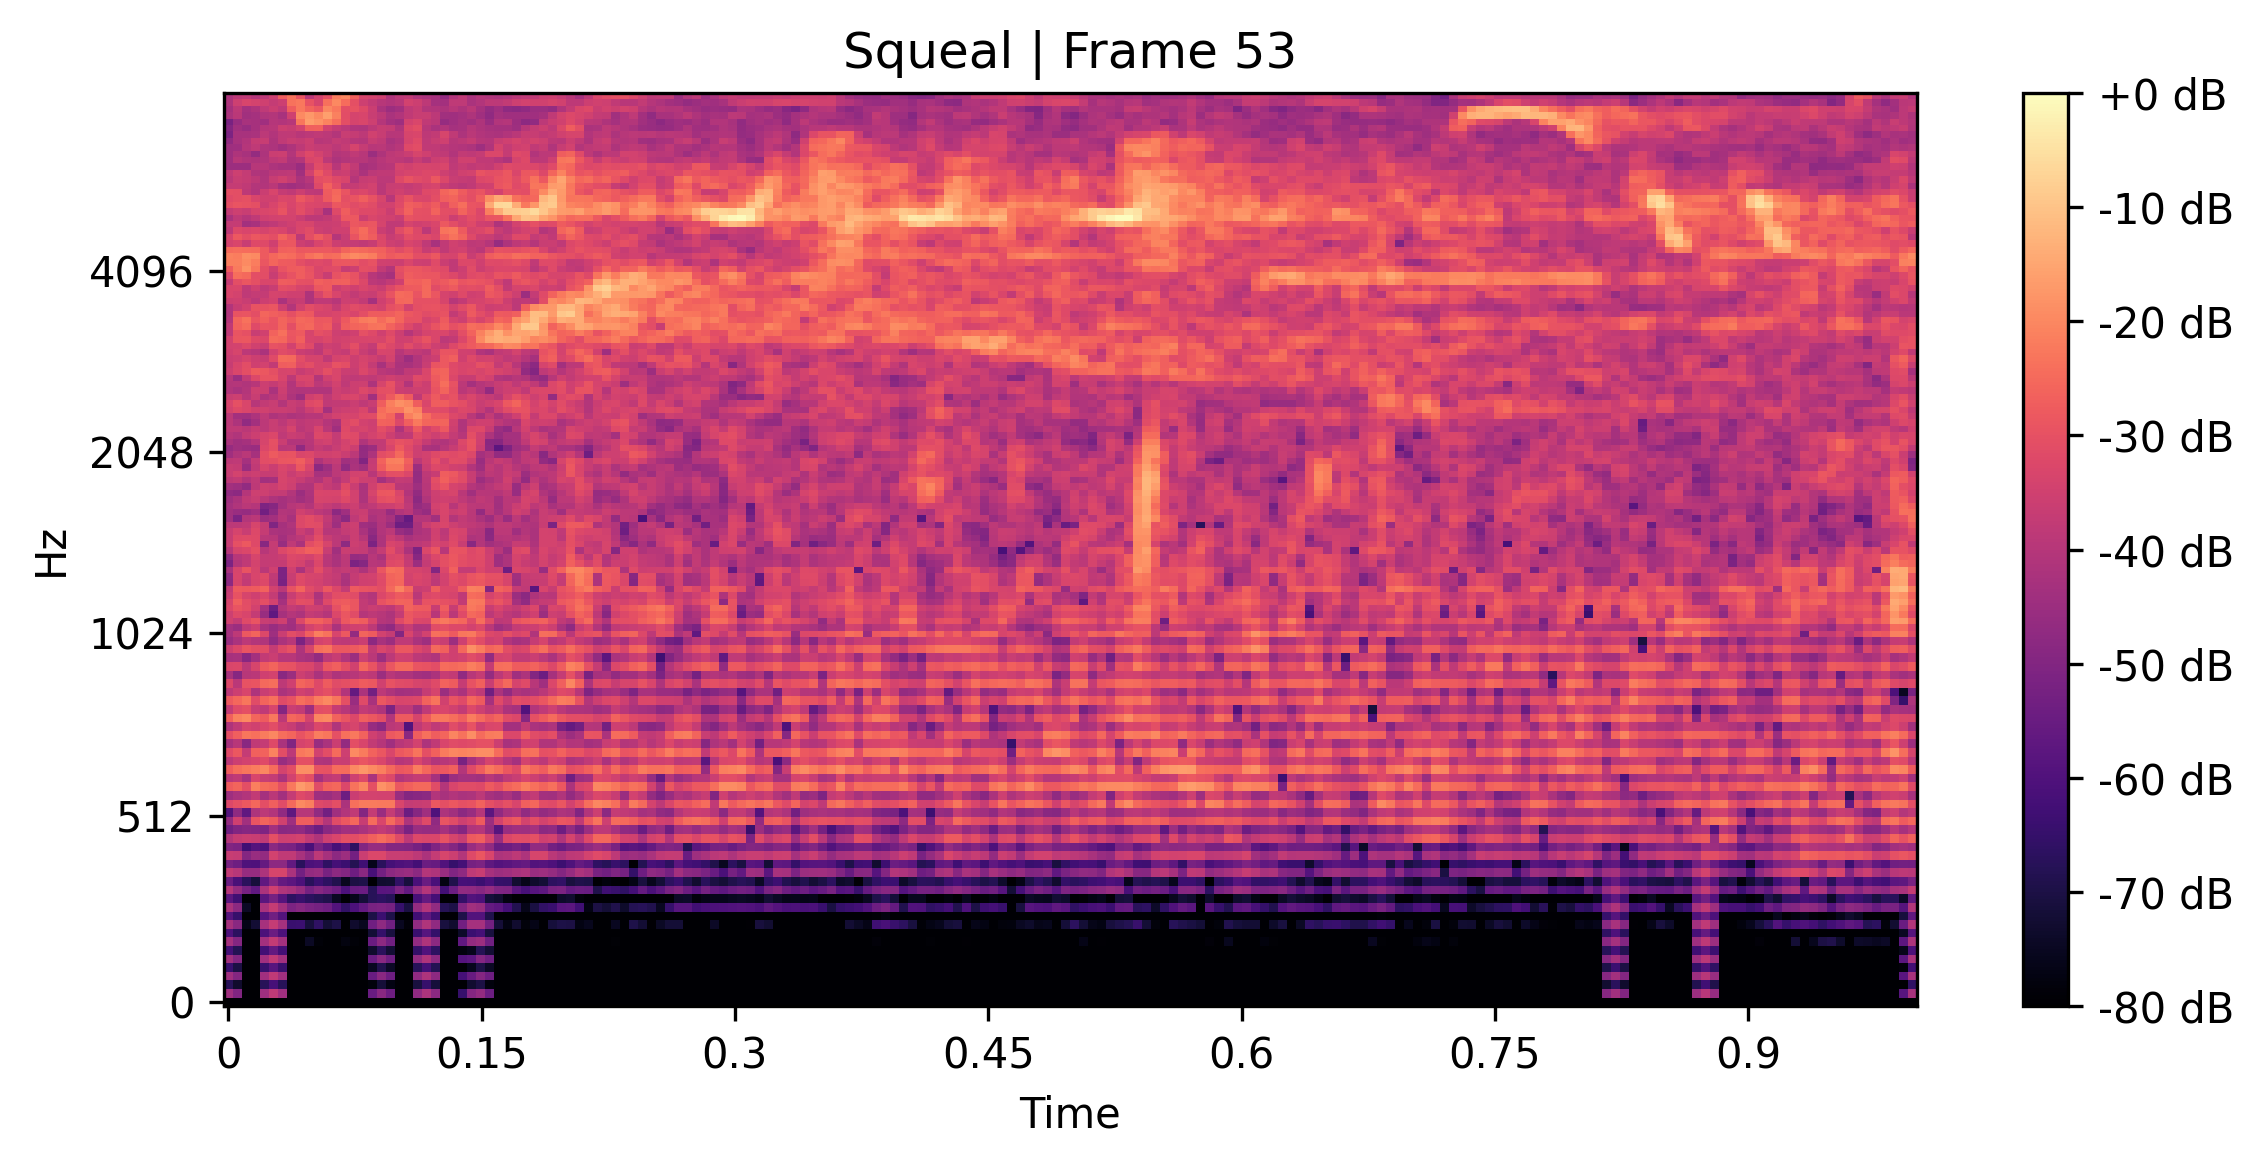 Squeal | Frame 53
Hz
4096
2048
1024
512
0
0 0.15 0.3 0.45 0.6 0.75 0.9
Time
+0 dB
-10 dB
-20 dB
-30 dB
-40 dB
-50 dB
-60 dB
-70 dB
-80 dB